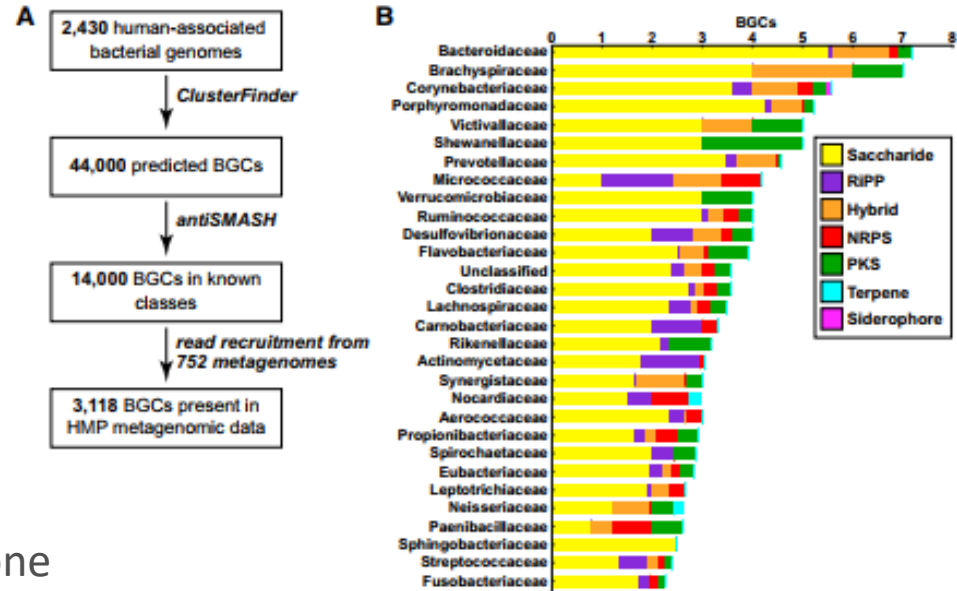 A
2,430 human-associated
bacterial genomes
ClusterFinder
44,000 predicted BGCs
antiSMASH
14,000 BGCs in known
classes
read recruitment from
752 metagenomes
3,118 BGCs present in
HMP metagenomic data
one
B
BGCs
0 1 2 3 4 5 6 7 8
Bacteroidaceae
Brachyspiraceae
Corynebacteriaceae
Porphyromonadaceae
Victivallaceae
Shewanellaceae
Prevotellaceae
Micrococcaceae
Verrucomicrobiaceae
Ruminococcaceae
Desulfovibrionaceae
Flavobacteriaceae
Unclassified
Clostridiaceae
Lachnospiraceae
Carnobacteriaceae
Rikenellaceae
Actinomycetaceae
Synergistaceae
Nocardiaceae
Aerococcaceae
Propionibacteriaceae
Spirochaetaceae
Eubacteriaceae
Leptotrichiaceae
Neisseriaceae
Paenibacillaceae
Sphingobacteriaceae
Streptococcaceae
Fusobacteriaceae
Saccharide
RiPP
Hybrid
NRPS
PKS
Terpene
Siderophore